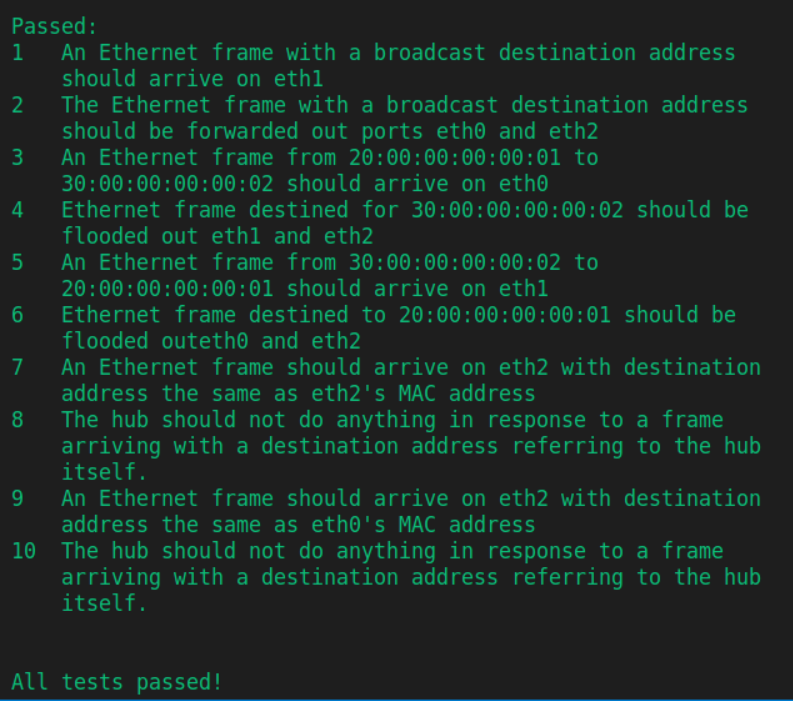 Passed:
1 An Ethernet frame with a broadcast destination address
should arrive on eth1
2 The Ethernet frame with a broadcast destination address
should be forwarded out ports eth0 and eth2
3 An Ethernet frame from 20:00:00:00:00:01 to
30:00:00:00:00:02 should arrive on eth0
4 Ethernet frame destined for 30:00:00:00:00:02 should be
flooded out eth1 and eth2
5 An Ethernet frame from 30:00:00:00:00:02 to
20:00:00:00:00:01 should arrive on eth1
6 Ethernet frame destined to 20:00:00:00:00:01 should be
flooded outeth0 and eth2
7 An Ethernet frame should arrive on eth2 with destination
address the same as eth2's MAC address
8 The hub should not do anything in response to a frame
arriving with a destination address referring to the hub
itself.
9 An Ethernet frame should arrive on eth2 with destination
address the same as eth0's MAC address
10 The hub should not do anything in response to a frame
arriving with a destination address referring to the hub
itself.
All tests passed!